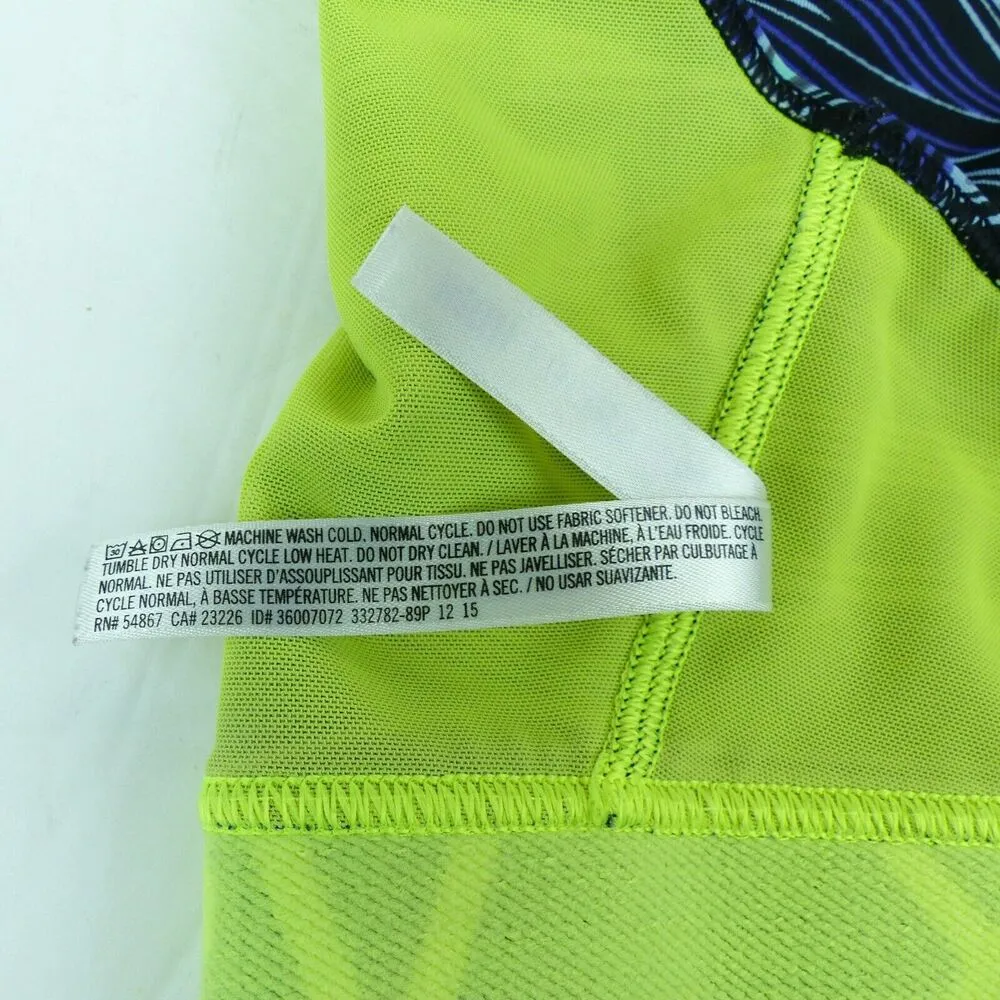 30 MACHINE WASH COLD. NORMAL CYCLE. DO NOT USE FABRIC SOFTENER. DO NOT BLEACH.
TUMBLE DRY NORMAL CYCLE LOW HEAT. DO NOT DRY CLEAN. / LAVER À LA MACHINE, À L'EAU FROIDE. CYCLE
NORMAL. NE PAS UTILISER D'ASSOUPLISSANT POUR TISSU. NE PAS JAVELLISER. SÉCHER PAR CULBUTAGE À
CYCLE NORMAL, À BASSE TEMPÉRATURE. NE PAS NETTOYER À SEC. / NO USAR SUAVIZANTE.
RN# 54867 CA# 23226 ID# 36007072 332782-89P 12 15